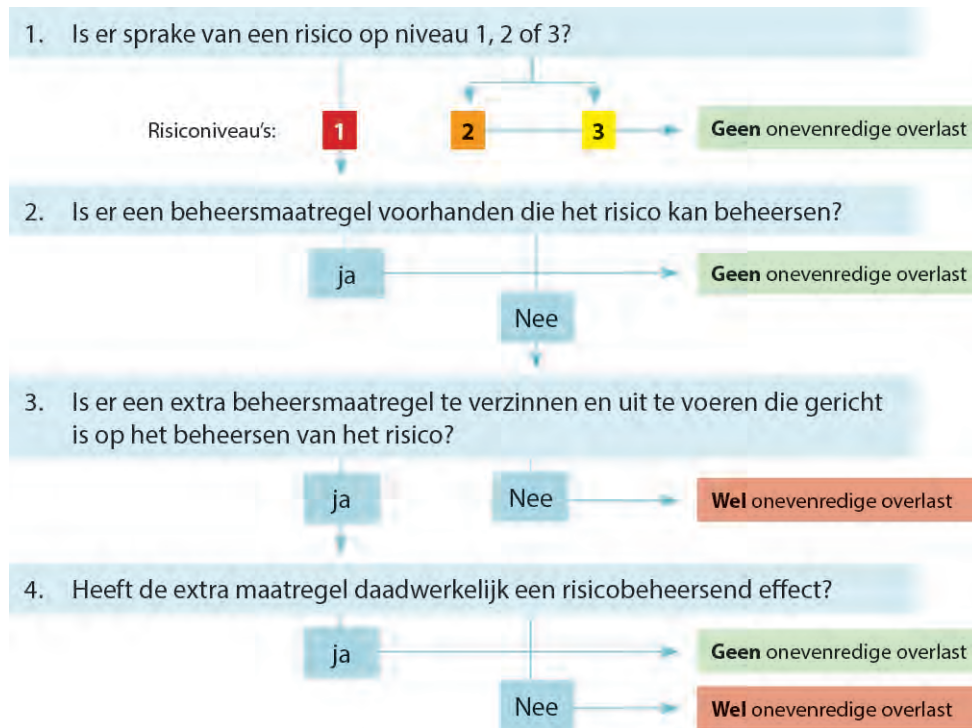 1. Is er sprake van een risico op niveau 1, 2 of 3?
Risiconiveau's: 1 2 3 Geen onevenredige overlast
2. Is er een beheersmaatregel voorhanden die het risico kan beheersen?
ja Geen onevenredige overlast
Nee
3. Is er een extra beheersmaatregel te verzinnen en uit te voeren die gericht
is op het beheersen van het risico?
ja Nee Wel onevenredige overlast
4. Heeft de extra maatregel daadwerkelijk een risicobeheersend effect?
ja Geen onevenredige overlast
Nee Wel onevenredige overlast